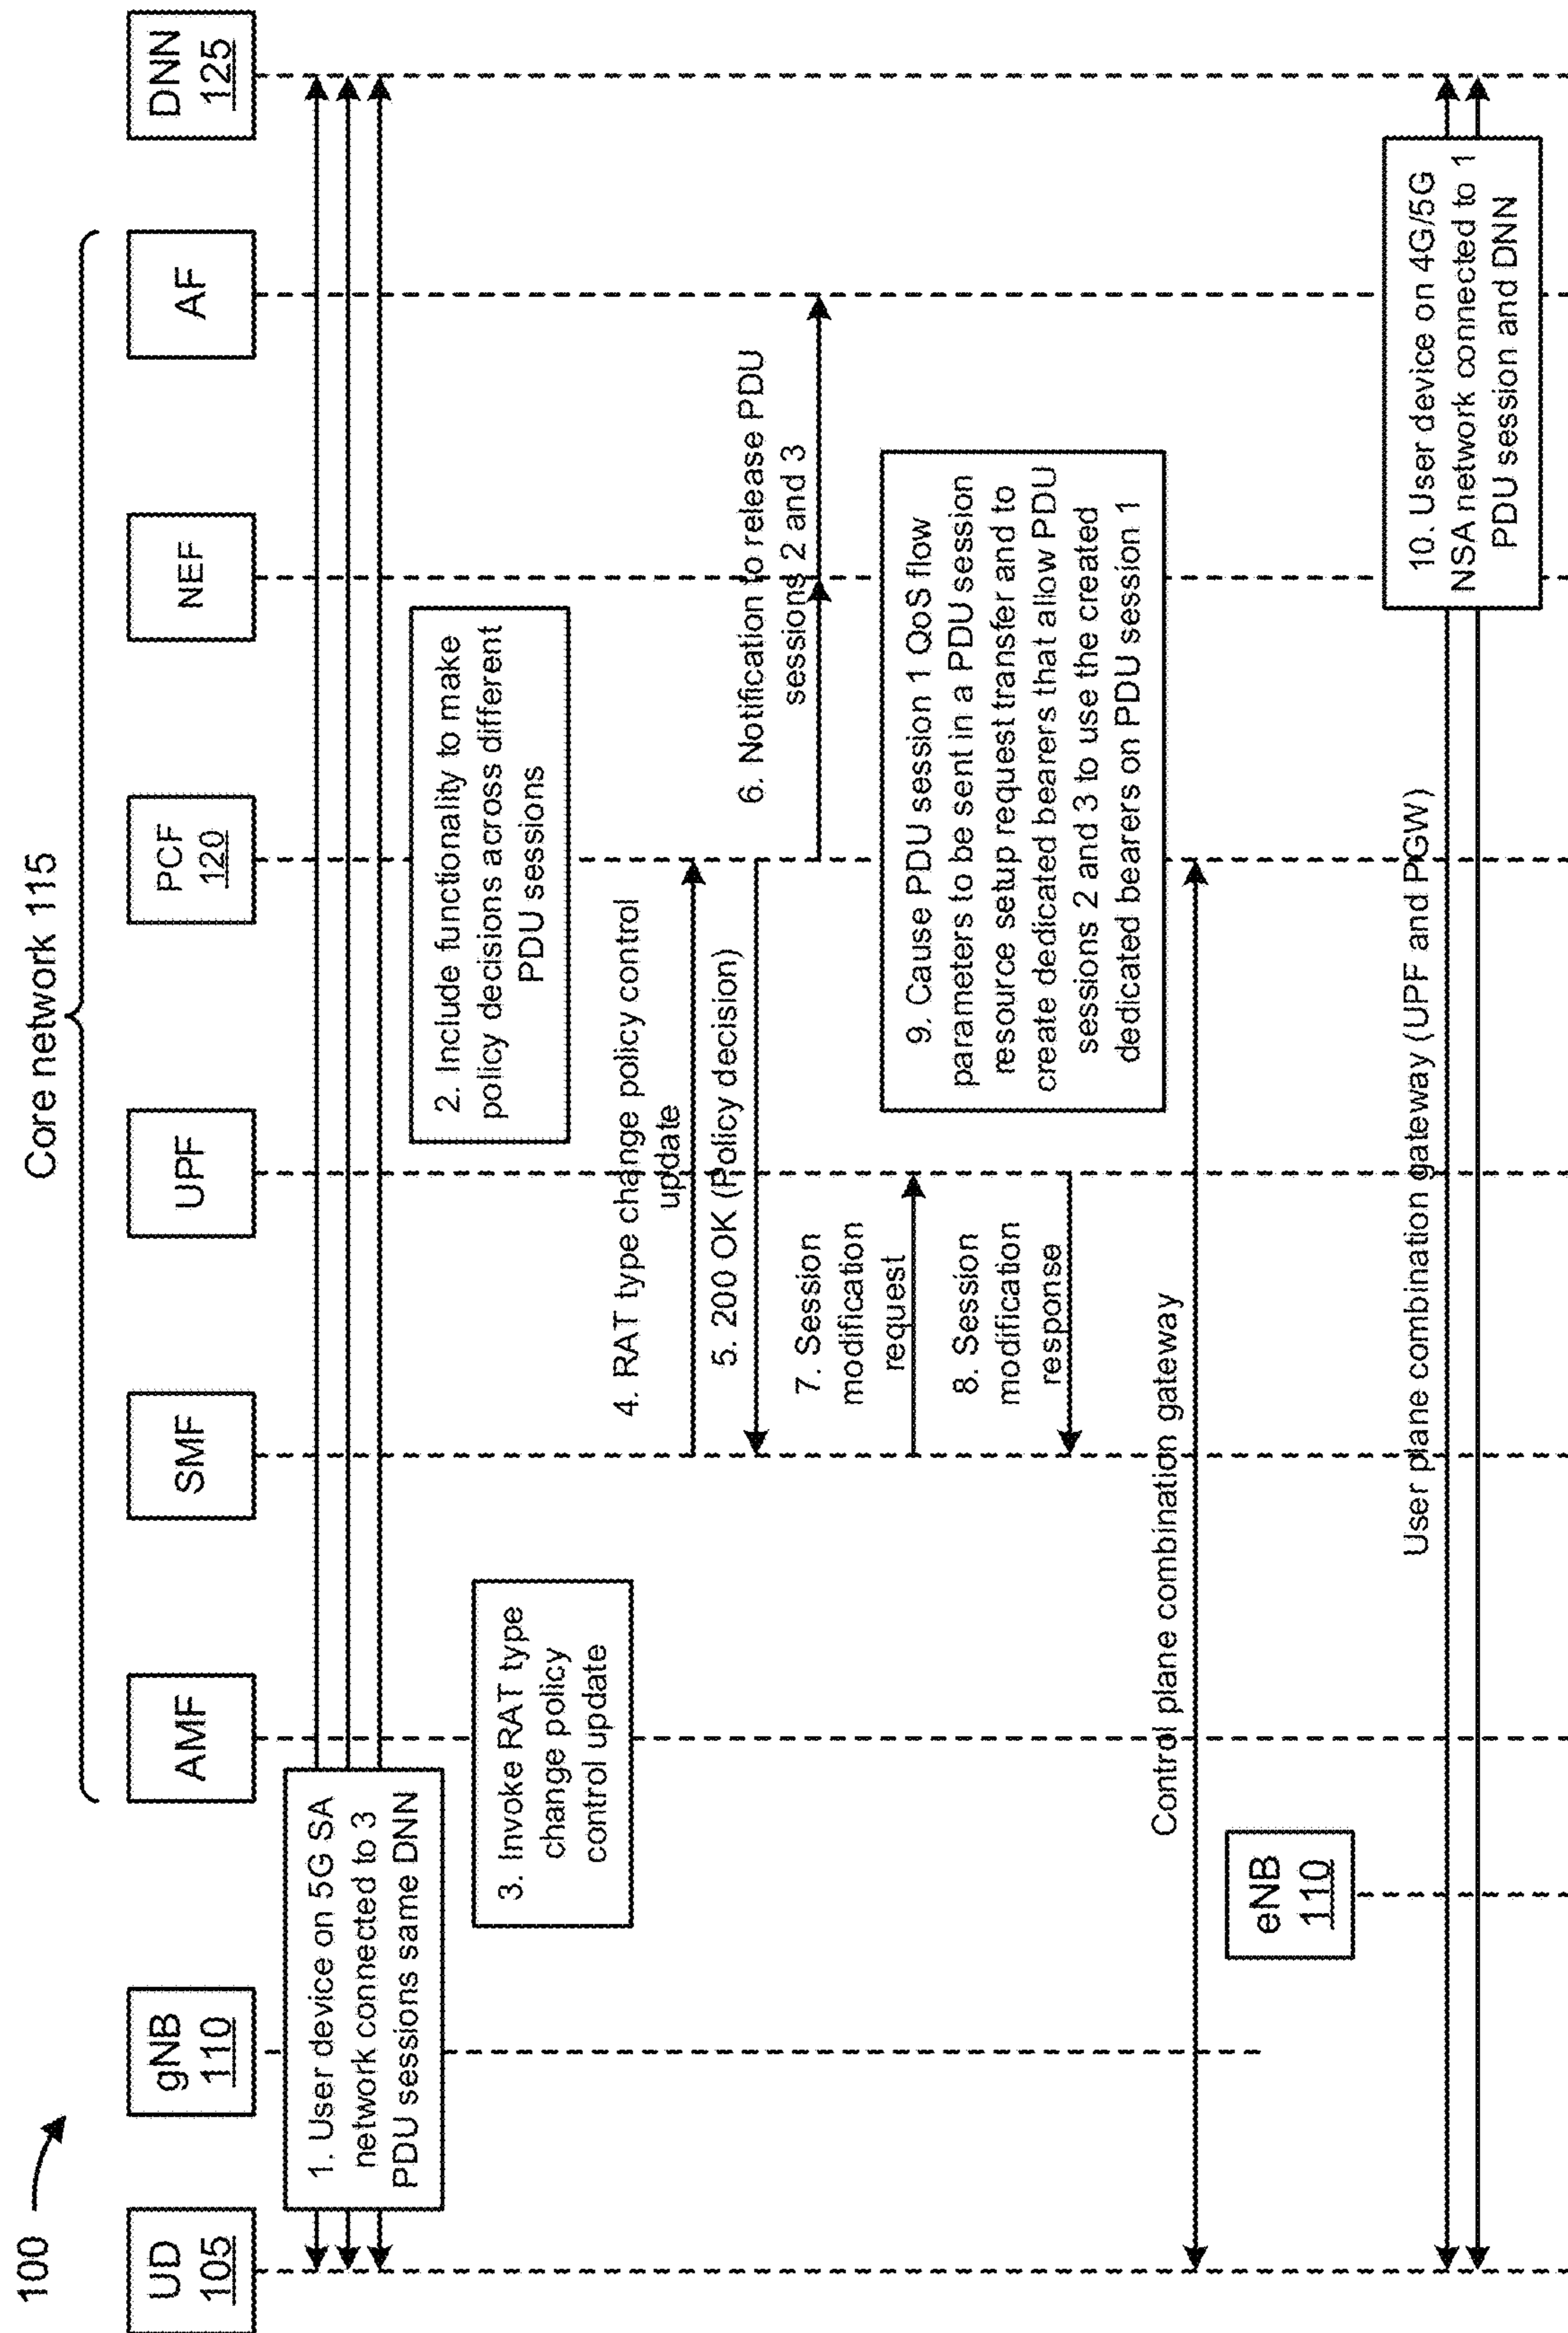 100
Core network 115
UD
105
gNB
110
AMF
SMF
UPF
PCF
120
NEF
AF
DNN
125
1. User device on 5G SA
network connected to 3
PDU sessions same DNN
2. Include functionality to make
policy decisions across different
PDU sessions
3. Invoke RAT type
change policy
control update
4. RAT type change policy control
update
5. 200 OK (Policy decision)
6. Notification to release PDU
sessions 2 and 3
7. Session
modification
request
8. Session
modification
response
9. Cause PDU session 1 QoS flow
parameters to be sent in a PDU session
resource setup request transfer and to
create dedicated bearers that allow PDU
sessions 2 and 3 to use the created
dedicated bearers on PDU session 1
Control plane combination gateway
eNB
110
User plane combination gateway (UPF and PGW)
10. User device on 4G/5G
NSA network connected to 1
PDU session and DNN